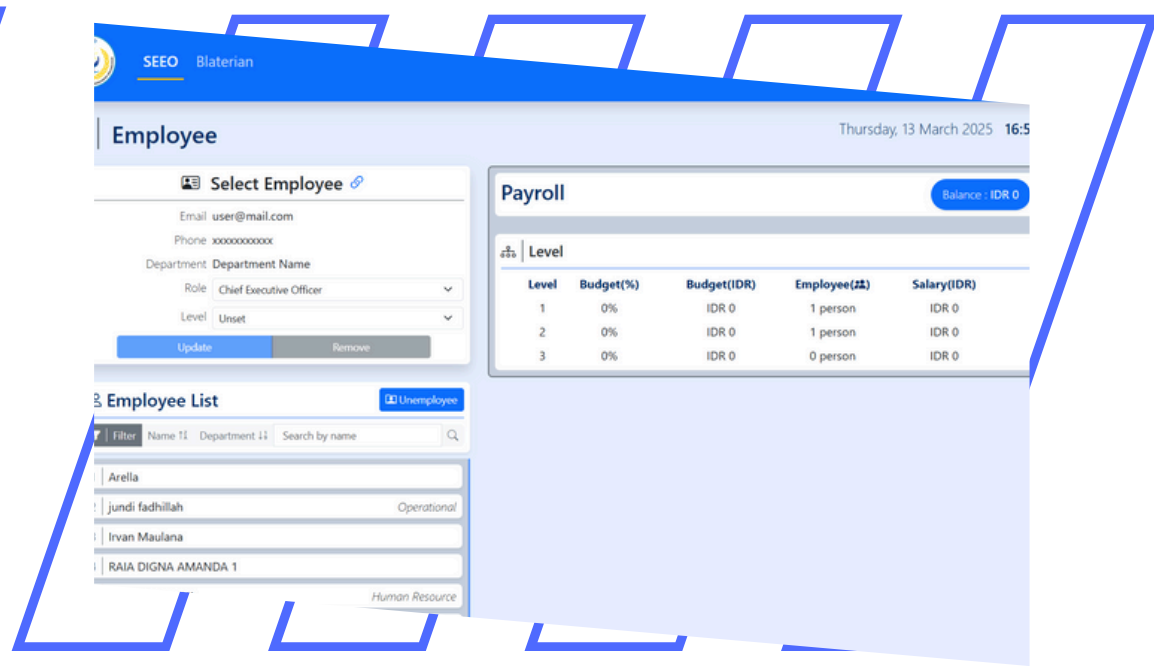 SEEO Blaterian
Employee
Thursday, 13 March 2025 16:5
Select Employee
Email user@mail.com
Phone xxxxxxxxxxx
Department Department Name
Role Chief Executive Officer
Level Unset
Update Remove
Employee List Unemployee
Filter Name Department Search by name
Arella
jundi fadhillah Operational
Irvan Maulana
RAIA DIGNA AMANDA 1
Human Resource
Payroll Balance : IDR 0
Level
Level Budget(%) Budget(IDR) Employee() Salary(IDR)
1 0% IDR 0 1 person IDR 0
2 0% IDR 0 1 person IDR 0
3 0% IDR 0 0 person IDR 0